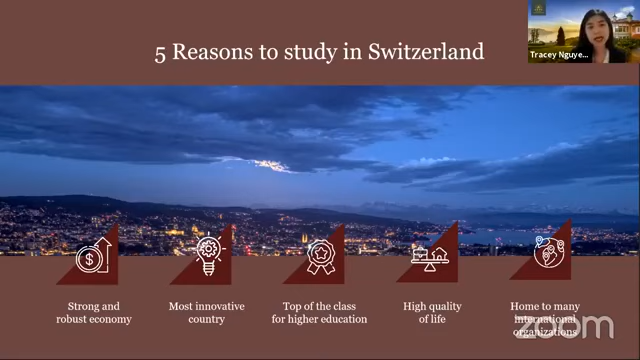 5 Reasons to study in Switzerland
Tracey Nguye...
$
Strong and
robust economy
Most innovative
country
Top of the class
for higher education
High quality
of life
Home to many
international
organizations
zoom